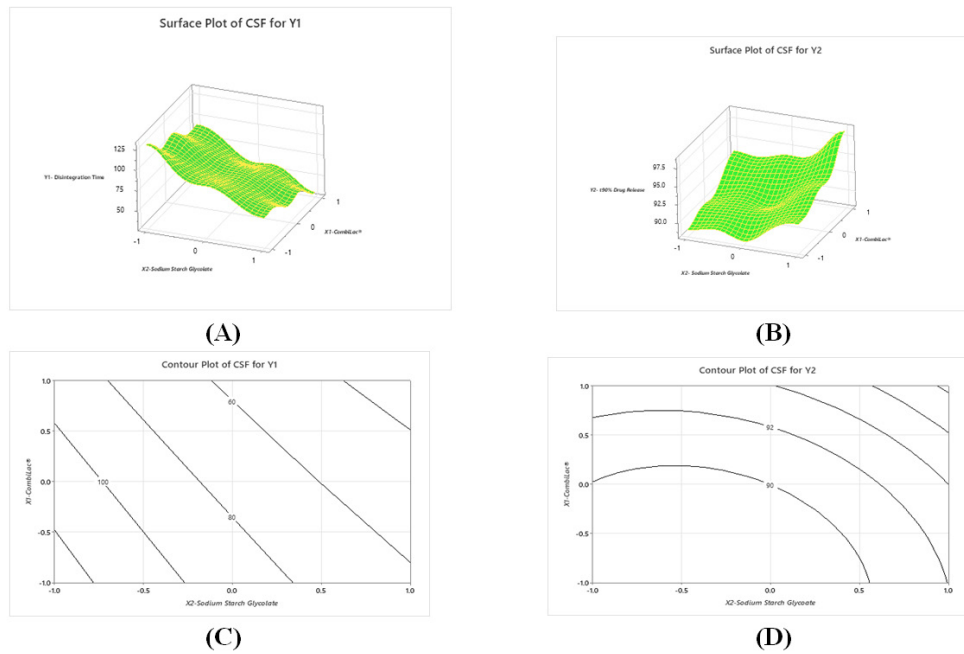 Surface Plot of CSF for Y1
125
100
75
50
Y1- Disintegration Time
-1
0
1
X2-Sodium Starch Glycolate
1
0
-1
X1-CombiLac®
(A)
Surface Plot of CSF for Y2
97.5
95.0
92.5
90.0
Y2- t90% Drug Release
-1
0
1
X2- Sodium Starch Glycoate
1
0
-1
X1-CombiLac®
(B)
Contour Plot of CSF for Y1
1.0
0.5
0.0
-0.5
-1.0
X1-CombiLac®
60
100
80
-1.0
-0.5
0.0
0.5
1.0
X2-Sodium Starch Glycolate
(C)
Contour Plot of CSF for Y2
1.0
0.5
0.0
-0.5
-1.0
X1-CombiLac®
92
90
-1.0
-0.5
0.0
0.5
1.0
X2-Sodium Starch Glycoate
(D)